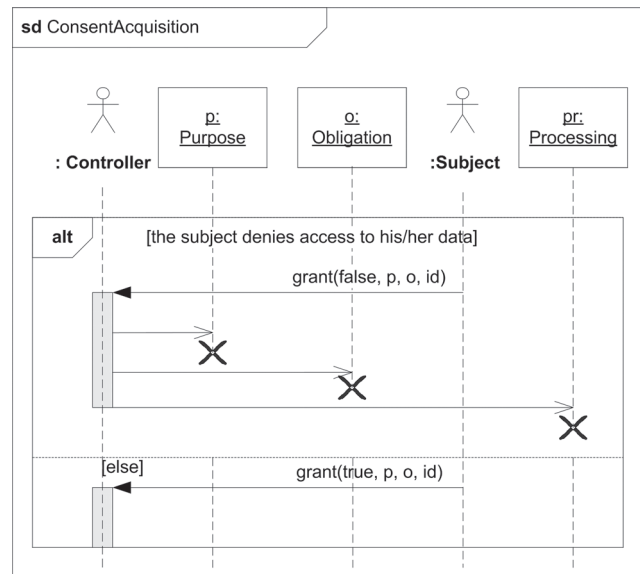 sd ConsentAcquisition
p:
Purpose
o:
Obligation
pr:
Processing
: Controller
:Subject
alt
[the subject denies access to his/her data]
grant(false, p, o, id)
[else]
grant(true, p, o, id)